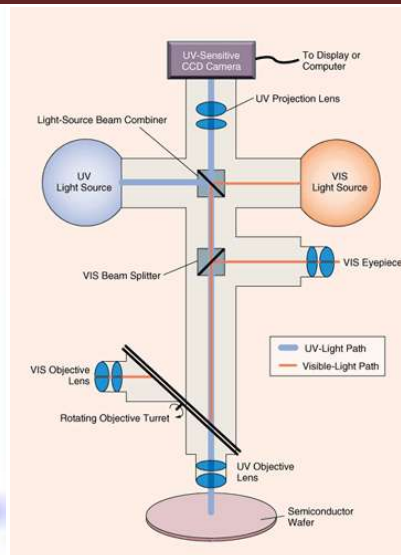 UV-Sensitive
CCD Camera
To Display or
Computer
UV Projection Lens
Light-Source Beam Combiner
UV
Light Source
VIS
Light Source
VIS Beam Splitter
VIS Eyepiece
UV-Light Path
Visible-Light Path
VIS Objective
Lens
Rotating Objective Turret
UV Objective
Lens
Semiconductor
Wafer